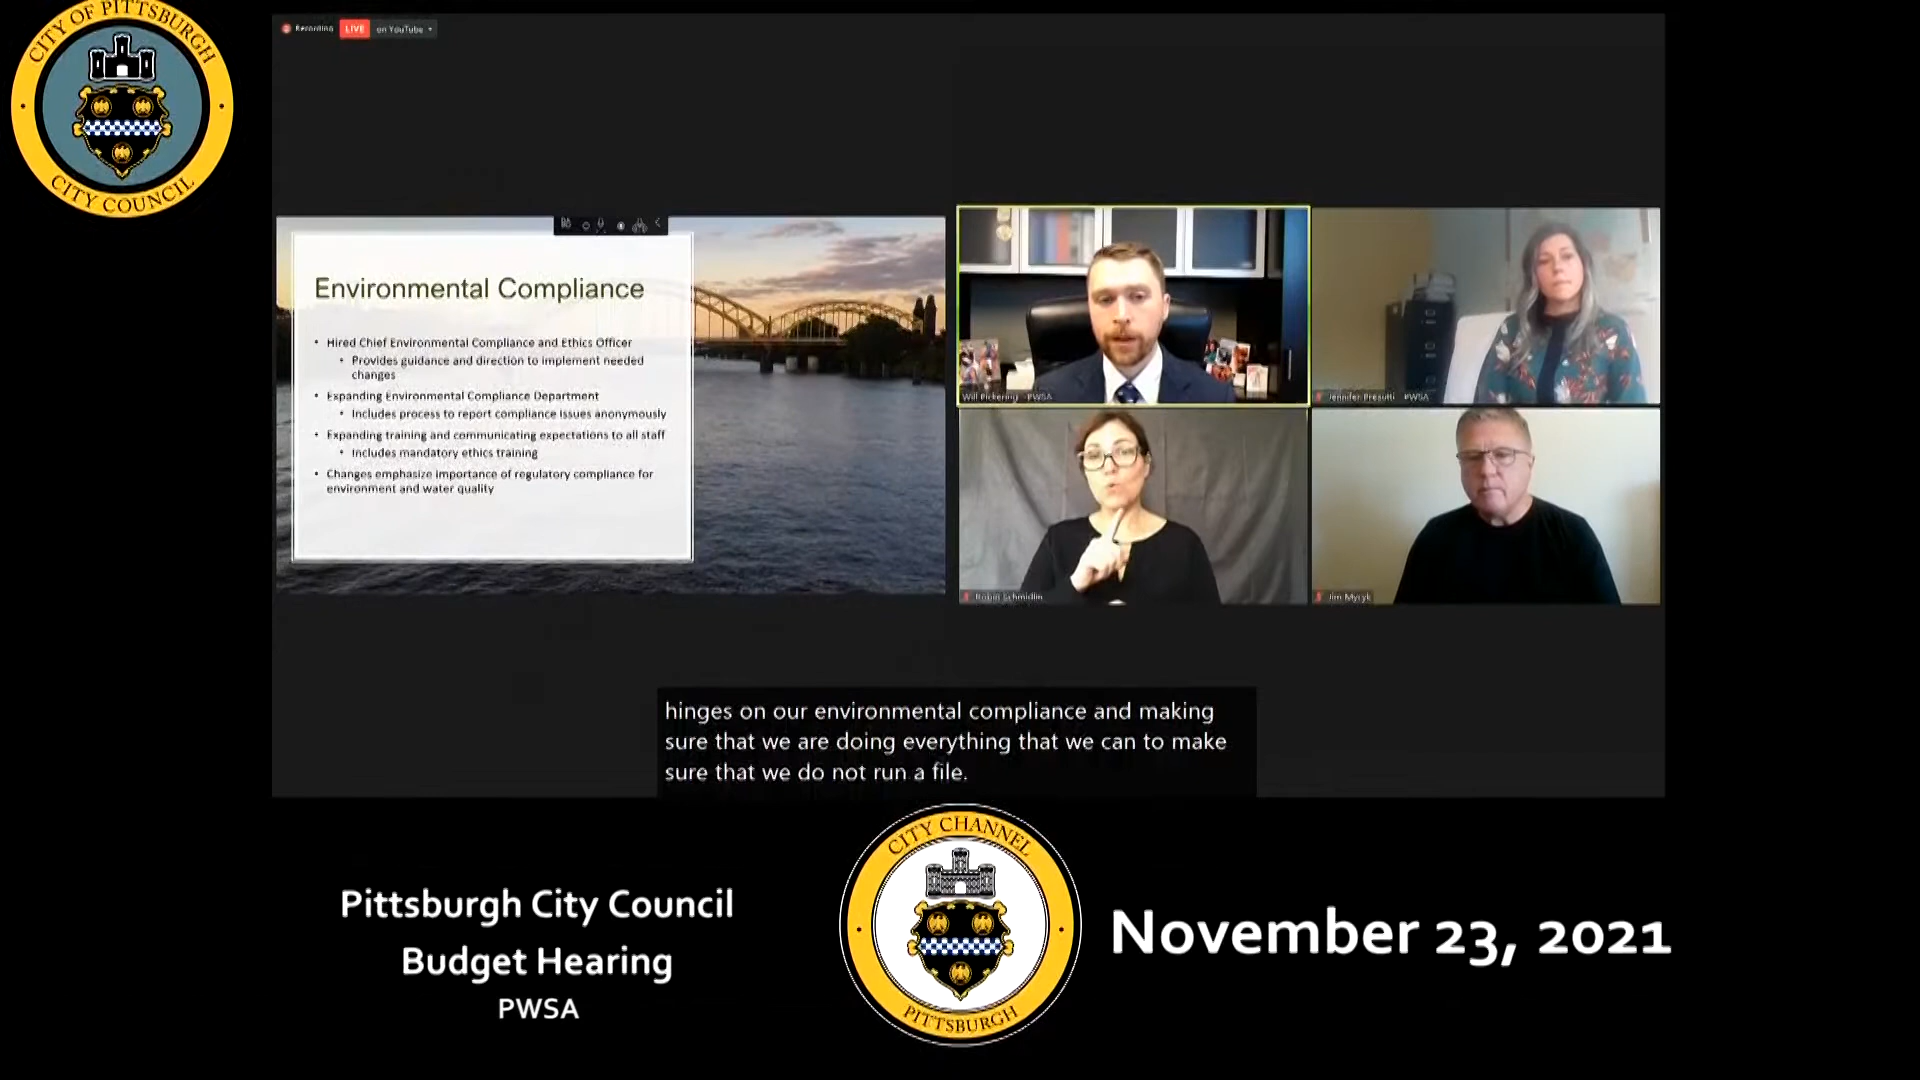 CITY OF PITTSBURGH
CITY COUNCIL
Recording
LIVE
on YouTube
Environmental Compliance
• Hired Chief Environmental Compliance and Ethics Officer
• Provides guidance and direction to implement needed
changes
• Expanding Environmental Compliance Department
• Includes process to report compliance issues anonymously
• Expanding training and communicating expectations to all staff
• Includes mandatory ethics training
• Changes emphasize importance of regulatory compliance for
environment and water quality
Will Pickering - PWSA
Jennifer Presutti PWSA
Robin Schmidlin
Jim Mysyk
hinges on our environmental compliance and making
sure that we are doing everything that we can to make
sure that we do not run a file.
Pittsburgh City Council
Budget Hearing
PWSA
CITY CHANNEL
PITTSBURGH
November 23, 2021